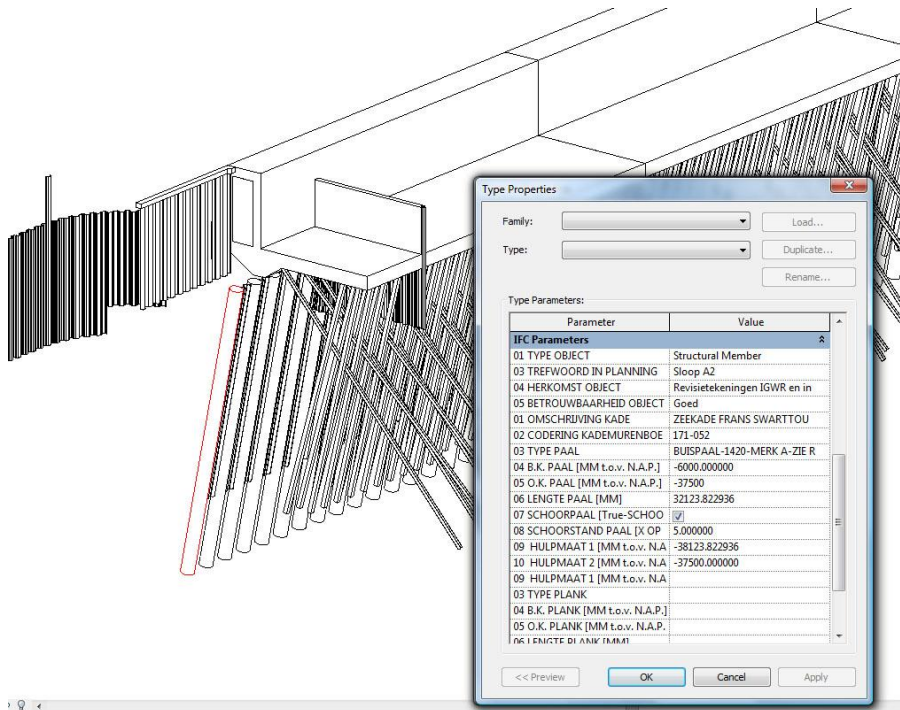 Type Properties
Family:
Load...
Type:
Duplicate...
Rename...
Type Parameters:
Parameter Value
IFC Parameters
01 TYPE OBJECT Structural Member
03 TREFWOORD IN PLANNING Sloop A2
04 HERKOMST OBJECT Revisietekeningen IGWR en in
05 BETROUWBAARHEID OBJECT Goed
01 OMSCHRIJVING KADE ZEEKADE FRANS SWARTTOU
02 CODERING KADEMURENBOE 171-052
03 TYPE PAAL BUISPAAL-1420-MERK A-ZIE R
04 B.K. PAAL [MM t.o.v. N.A.P.] -6000.000000
05 O.K. PAAL [MM t.o.v. N.A.P.] -37500
06 LENGTE PAAL [MM] 32123.822936
07 SCHOORPAAL [True-SCHOO
08 SCHOORSTAND PAAL [X OP 5.000000
09 HULPMAAT 1 [MM t.o.v. N.A -38123.822936
10 HULPMAAT 2 [MM t.o.v. N.A -37500.000000
09 HULPMAAT 1 [MM t.o.v. N.A
03 TYPE PLANK
04 B.K. PLANK [MM t.o.v. N.A.P.]
05 O.K. PLANK [MM t.o.v. N.A.P.
06 LENGTE PLANK [MM]
<< Preview OK Cancel Apply